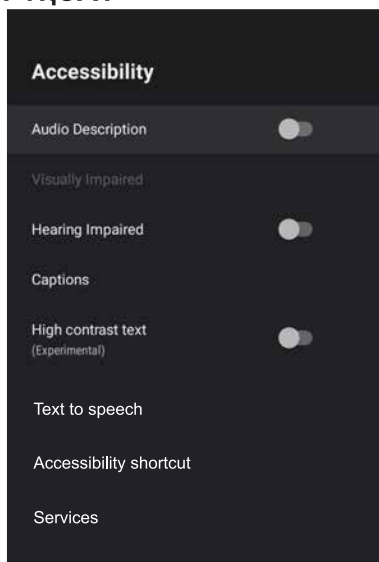 Accessibility
Audio Description
Visually Impaired
Hearing Impaired
Captions
High contrast text
(Experimental)
Text to speech
Accessibility shortcut
Services